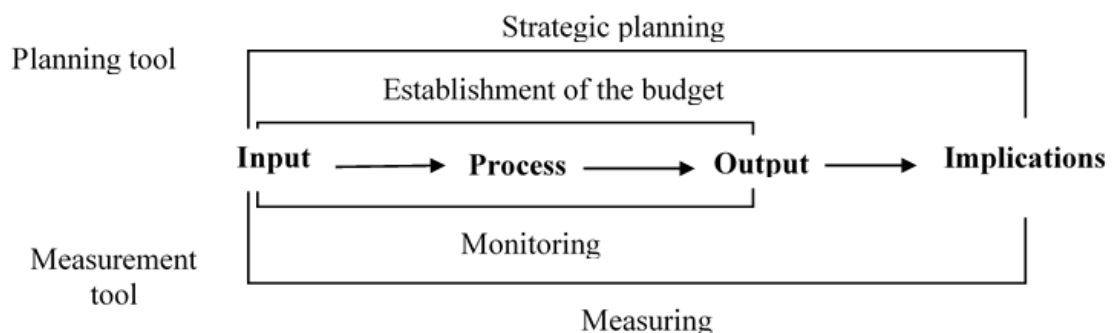 Strategic planning
Planning tool
Establishment of the budget
Input Process Output Implications
Monitoring
Measurement
tool
Measuring